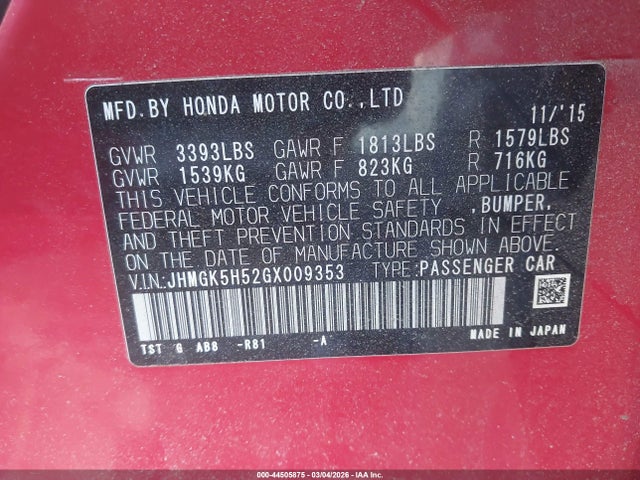 MFD.BY HONDA MOTOR CO.,LTD 11/'15
GVWR 3393LBS GAWR F 1813LBS R 1579LBS
GVWR 1539KG GAWR F 823KG R 716KG
THIS VEHICLE CONFORMS TO ALL APPLICABLE
FEDERAL MOTOR VEHICLE SAFETY ,BUMPER,
AND THEFT PREVENTION STANDARDS IN EFFECT
ON THE DATE OF MANUFACTURE SHOWN ABOVE.
V.I.N.:JHMGK5H52GX009353 TYPE:PASSENGER CAR
TST G AB8 -R81 -A MADE IN JAPAN
000-44505875 - 03/04/2026 - IAA Inc.